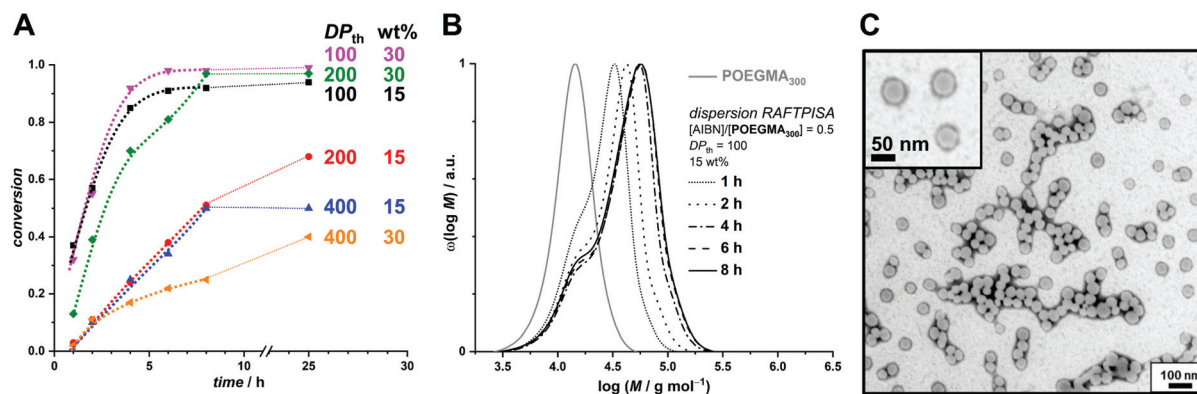 A
DPth wt%
100 30
200 30
100 15
200 15
400 15
400 30
conversion
1.0
0.8
0.6
0.4
0.2
0.0
0 5 10 25 30
time / h
B
POEGMA300
dispersion RAFTPISA
[AIBN]/[POEGMA300] = 0.5
DPth = 100
15 wt%
1 h
2 h
4 h
6 h
8 h
ω(log M) / a.u.
1
0
3.5 4.0 4.5 5.0 5.5 6.0
log (M / g mol⁻¹)
C
50 nm
100 nm